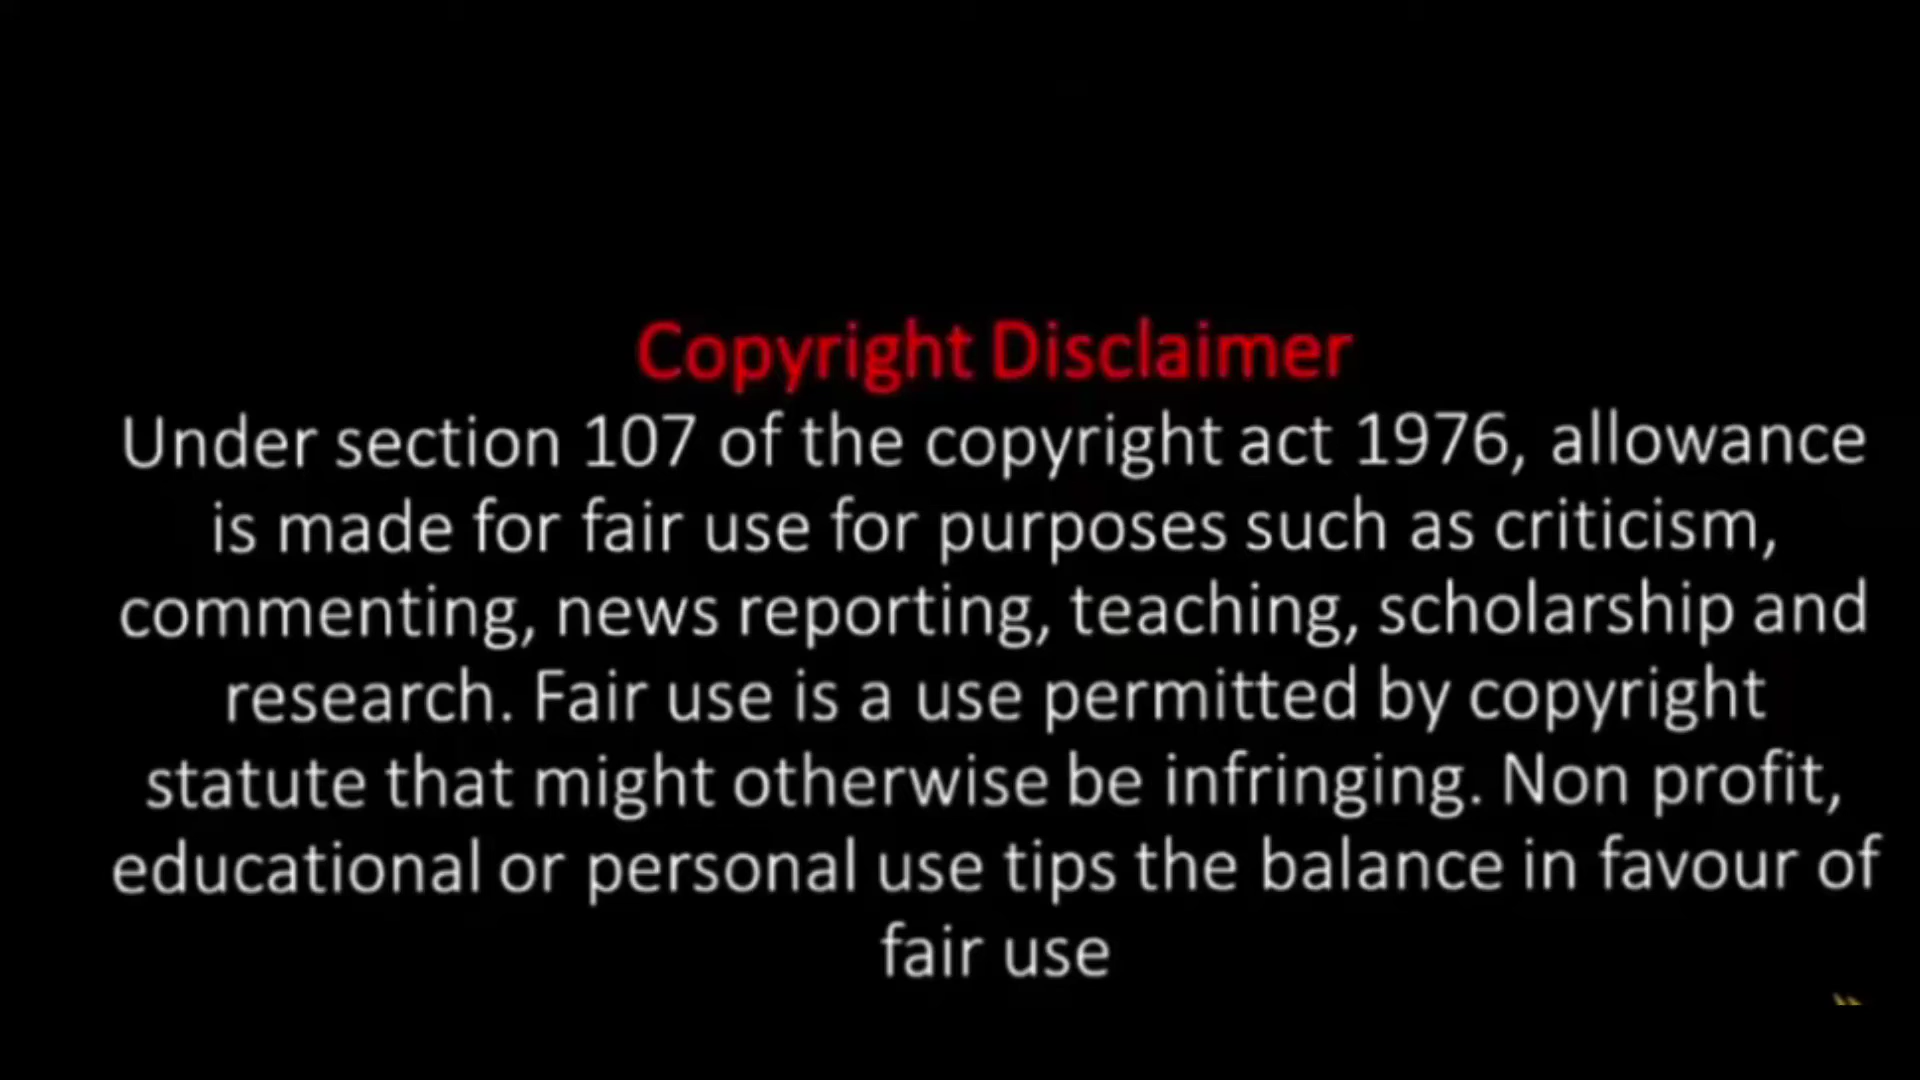 Copyright Disclaimer
Under section 107 of the copyright act 1976, allowance
is made for fair use for purposes such as criticism,
commenting, news reporting, teaching, scholarship and
research. Fair use is a use permitted by copyright
statute that might otherwise be infringing. Non profit,
educational or personal use tips the balance in favour of
fair use